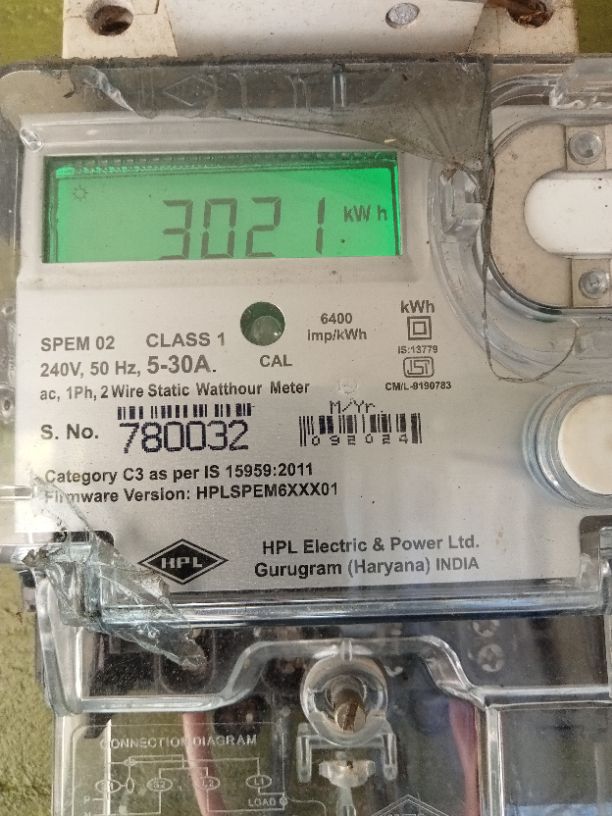 3021 kWh
SPEM 02 CLASS 1
240V, 50 Hz, 5-30A.
ac, 1Ph, 2 Wire Static Watthour Meter
CAL
6400
imp/kWh
kWh
IS:13779
ISI
CM/L-9190783
S. No. 780032
M/Yr.
092024
Category C3 as per IS 15959:2011
Firmware Version: HPLSPEM6XXX01
HPL
HPL Electric & Power Ltd.
Gurugram (Haryana) INDIA
CONNECTION DIAGRAM
LOAD